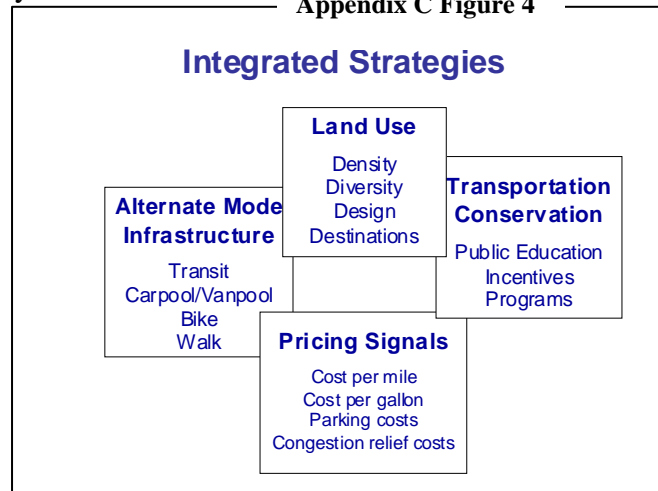 Appendix C Figure 4
Integrated Strategies
Land Use
Density
Diversity
Design
Destinations
Alternate Mode
Infrastructure
Transit
Carpool/Vanpool
Bike
Walk
Transportation
Conservation
Public Education
Incentives
Programs
Pricing Signals
Cost per mile
Cost per gallon
Parking costs
Congestion relief costs